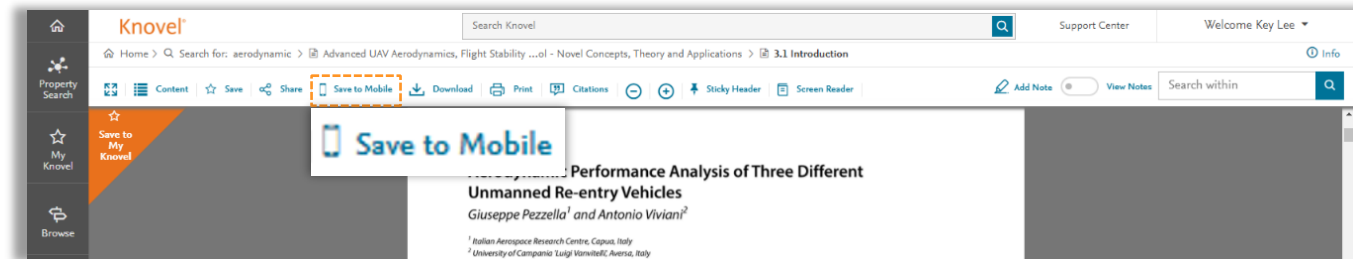 Knovel®
Search Knovel
Support Center
Welcome Key Lee
Home > Search for: aerodynamic > Advanced UAV Aerodynamics, Flight Stability ...ol - Novel Concepts, Theory and Applications > 3.1 Introduction
Info
Property
Search
Content
Save
Share
Save to Mobile
Download
Print
Citations
Sticky Header
Screen Reader
Add Note
View Notes
Search within
Save to
My
Knovel
My
Knovel
Save to Mobile
Aerodynamic Performance Analysis of Three Different
Unmanned Re-entry Vehicles
Giuseppe Pezzella1 and Antonio Viviani2
Browse
1 Italian Aerospace Research Centre, Capua, Italy
2 University of Campania 'Luigi Vanvitelli', Aversa, Italy